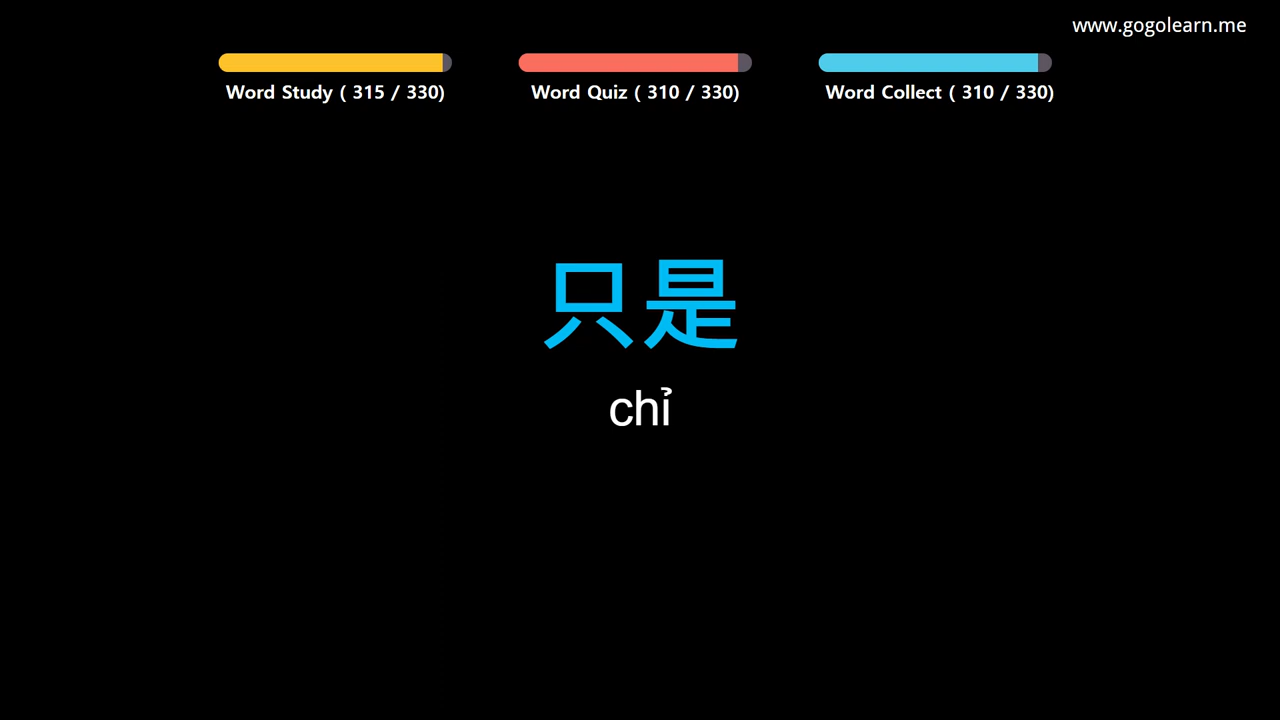 www.gogolearn.me
Word Study ( 315 / 330)
Word Quiz ( 310 / 330)
Word Collect ( 310 / 330)
只是
chỉ